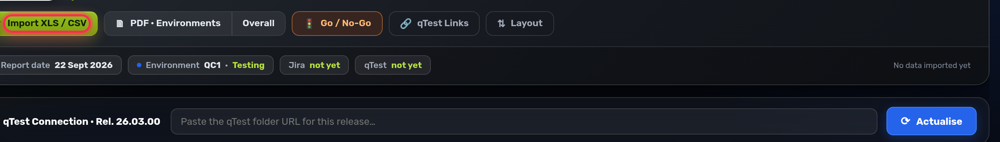 Import XLS / CSV
PDF • Environments
Overall
Go / No-Go
qTest Links
Layout
Report date 22 Sept 2026
Environment QC1 • Testing
Jira not yet
qTest not yet
No data imported yet
qTest Connection • Rel. 26.03.00
Paste the qTest folder URL for this release…
Actualise